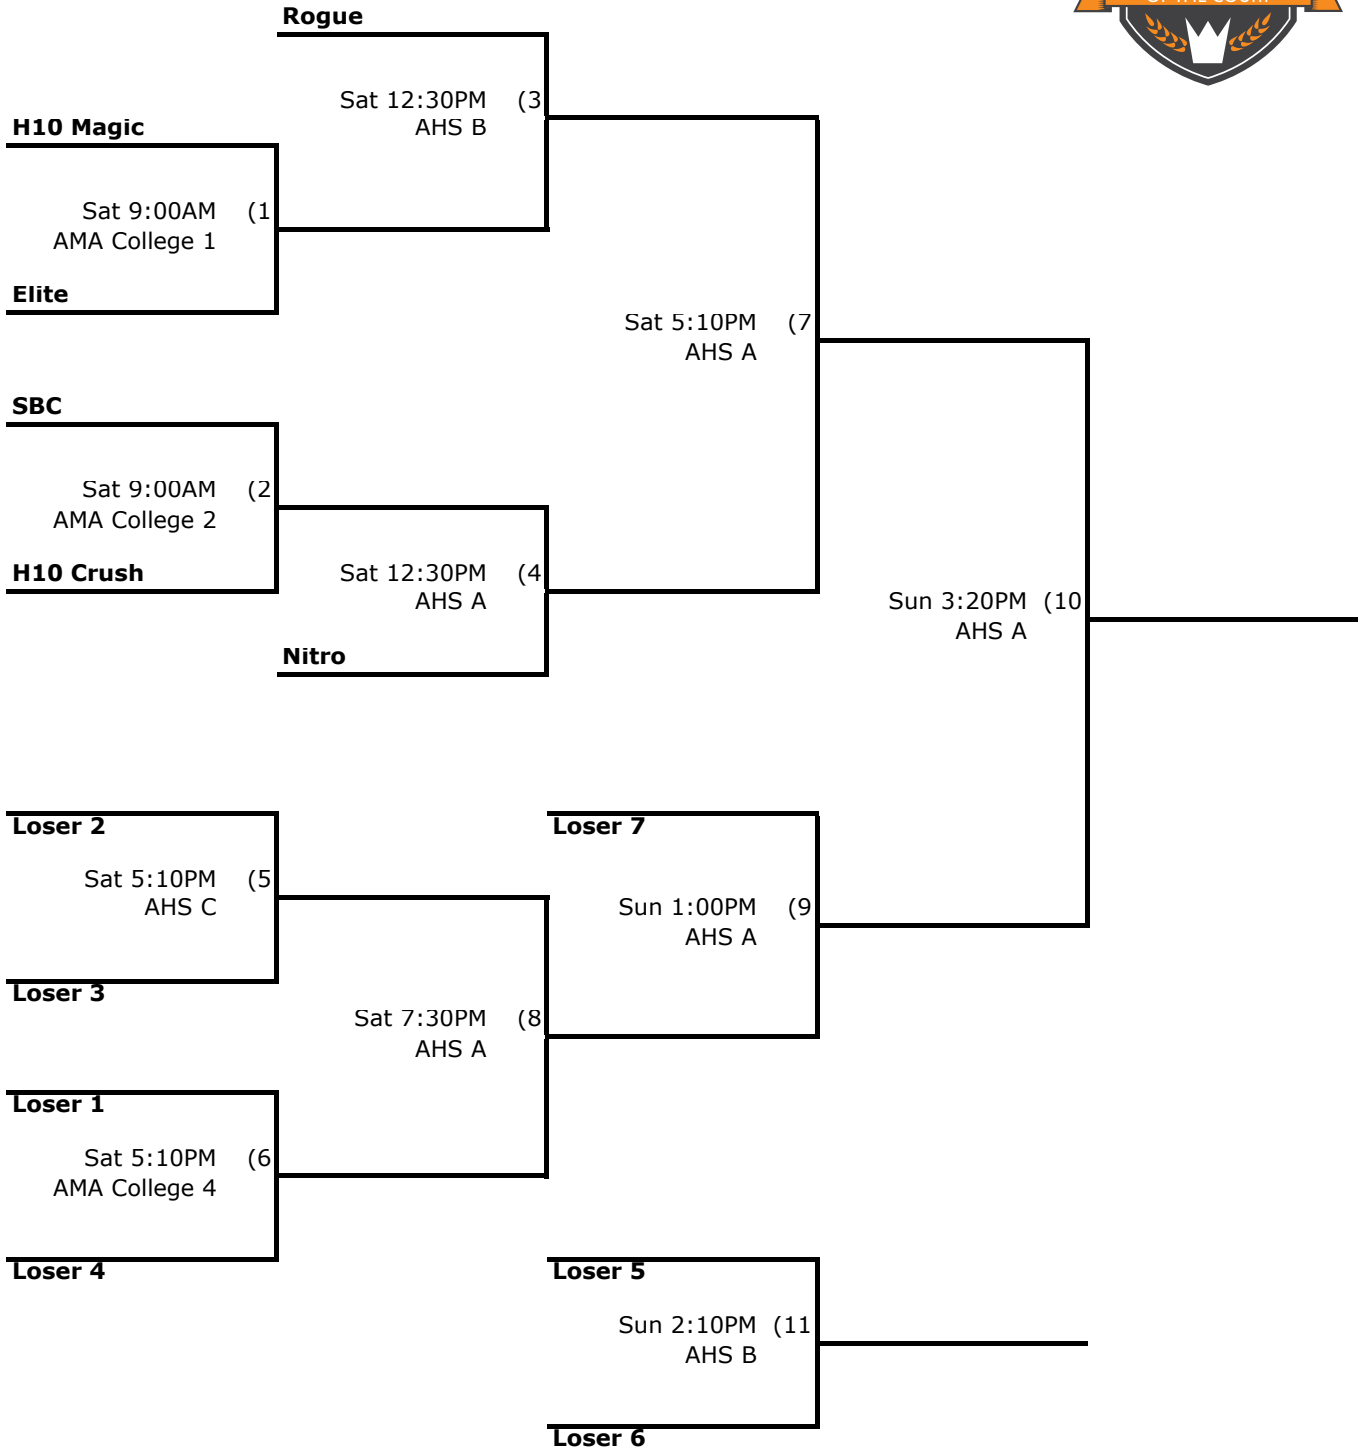 Rogue
Sat 12:30PM (3
AHS B
H10 Magic
Sat 9:00AM (1
AMA College 1
Elite
Sat 5:10PM (7
AHS A
SBC
Sat 9:00AM (2
AMA College 2
H10 Crush
Sat 12:30PM (4
AHS A
Sun 3:20PM (10
AHS A
Nitro
Loser 2
Loser 7
Sat 5:10PM (5
AHS C
Sun 1:00PM (9
AHS A
Loser 3
Sat 7:30PM (8
AHS A
Loser 1
Sat 5:10PM (6
AMA College 4
Loser 4
Loser 5
Sun 2:10PM (11
AHS B
Loser 6